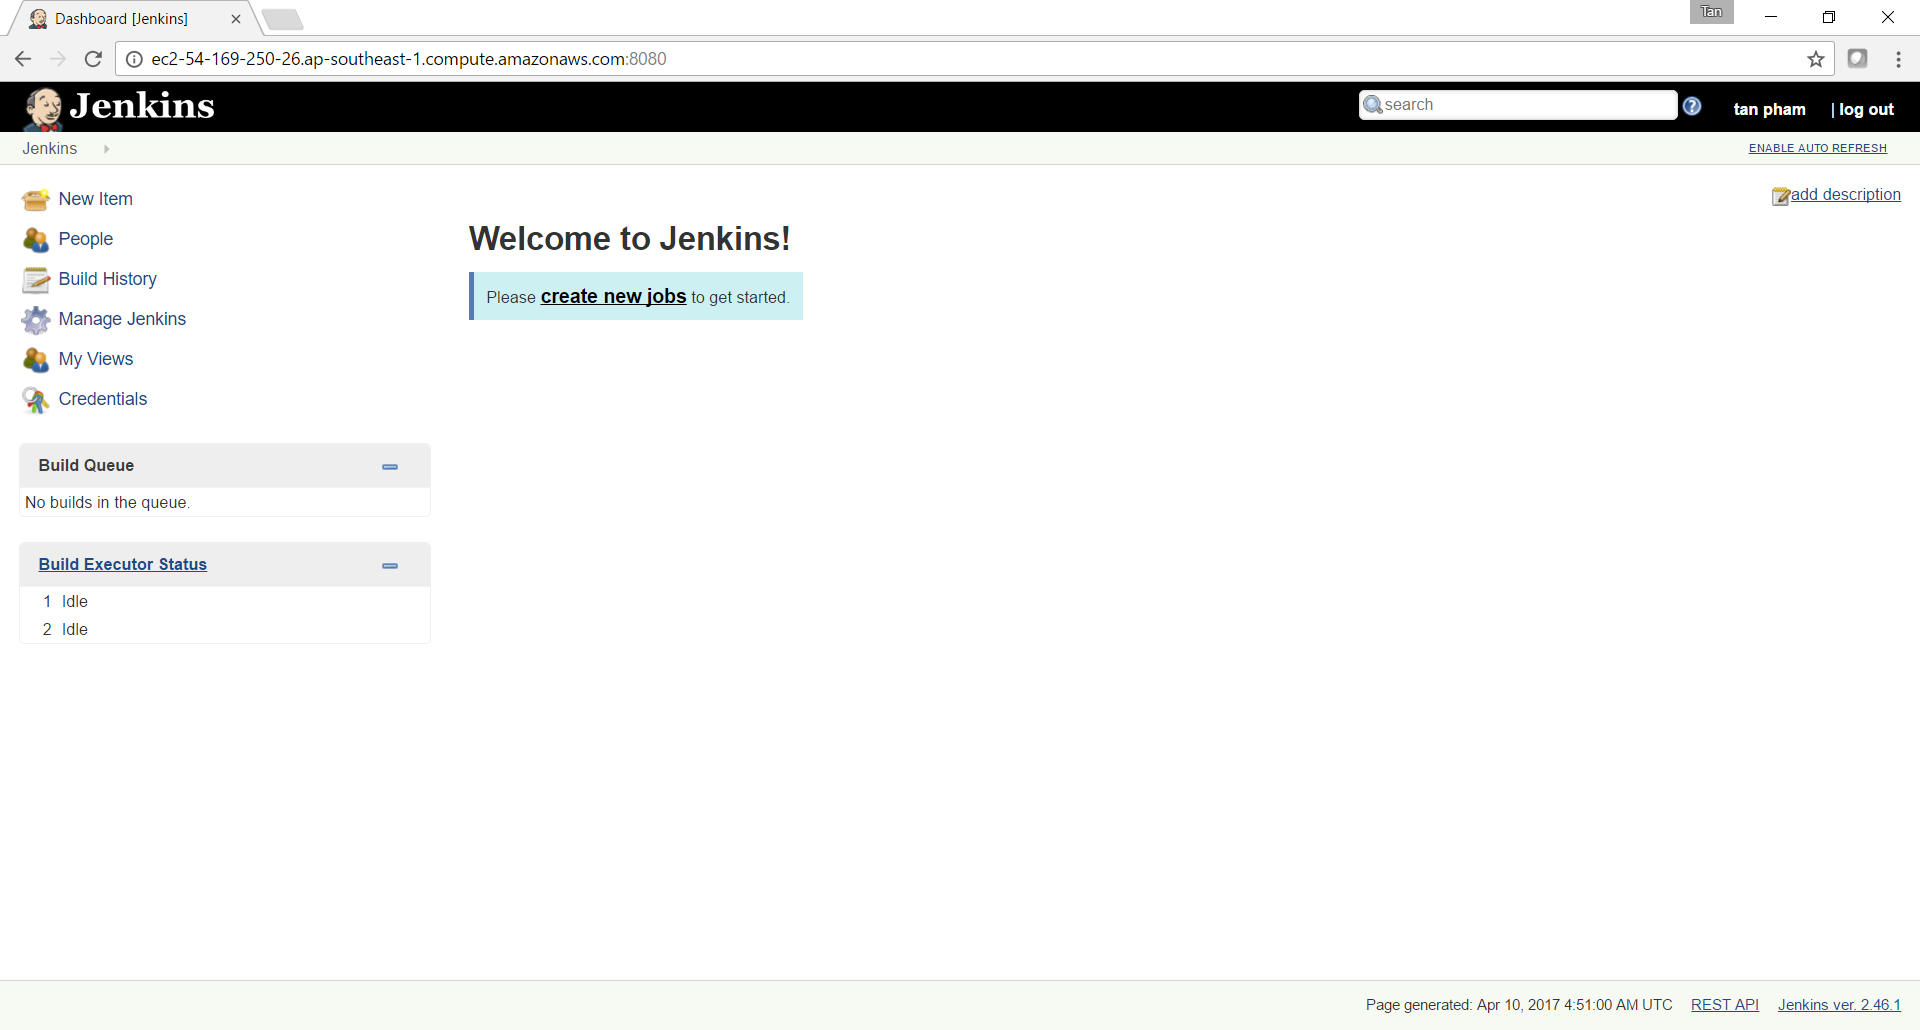 Dashboard [Jenkins]
Tan
ec2-54-169-250-26.ap-southeast-1.compute.amazonaws.com:8080
Jenkins
search
tan pham
| log out
Jenkins
ENABLE AUTO REFRESH
New Item
add description
People
Welcome to Jenkins!
Build History
Please create new jobs to get started.
Manage Jenkins
My Views
Credentials
Build Queue
No builds in the queue.
Build Executor Status
1 Idle
2 Idle
Page generated: Apr 10, 2017 4:51:00 AM UTC REST API Jenkins ver. 2.46.1